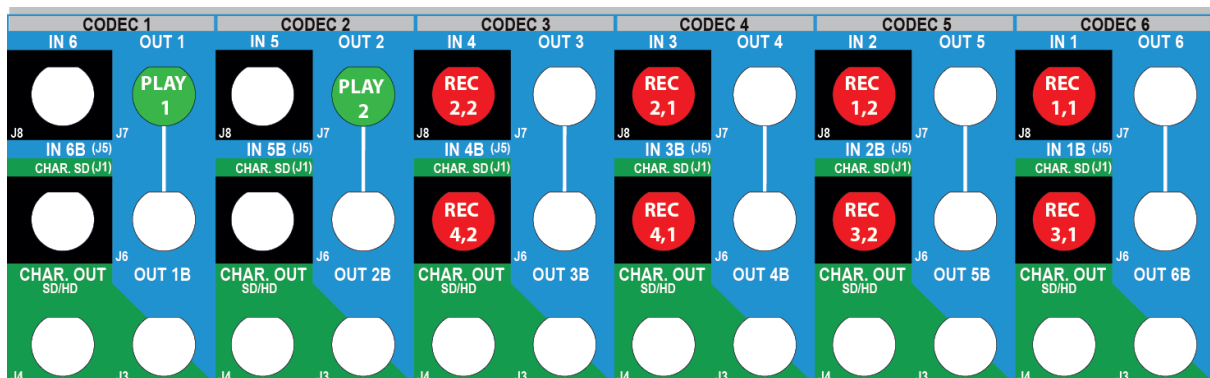 CODEC 1 CODEC 2 CODEC 3 CODEC 4 CODEC 5 CODEC 6
IN 6 OUT 1 IN 5 OUT 2 IN 4 OUT 3 IN 3 OUT 4 IN 2 OUT 5 IN 1 OUT 6
PLAY PLAY REC REC REC REC
1 2 2,2 2,1 1,2 1,1
J8 J7 J8 J7 J8 J7 J8 J7 J8 J7 J8 J7
IN 6B (J5) IN 5B (J5) IN 4B (J5) IN 3B (J5) IN 2B (J5) IN 1B (J5)
CHAR. SD (J1) CHAR. SD (J1) CHAR. SD (J1) CHAR. SD (J1) CHAR. SD (J1) CHAR. SD (J1)
REC REC REC REC
4,2 4,1 3,2 3,1
J6 J6 J6 J6 J6 J6
CHAR. OUT OUT 1B CHAR. OUT OUT 2B CHAR. OUT OUT 3B CHAR. OUT OUT 4B CHAR. OUT OUT 5B CHAR. OUT OUT 6B
SD/HD SD/HD SD/HD SD/HD SD/HD SD/HD
J4 J3 J4 J3 J4 J3 J4 J3 J4 J3 J4 J3